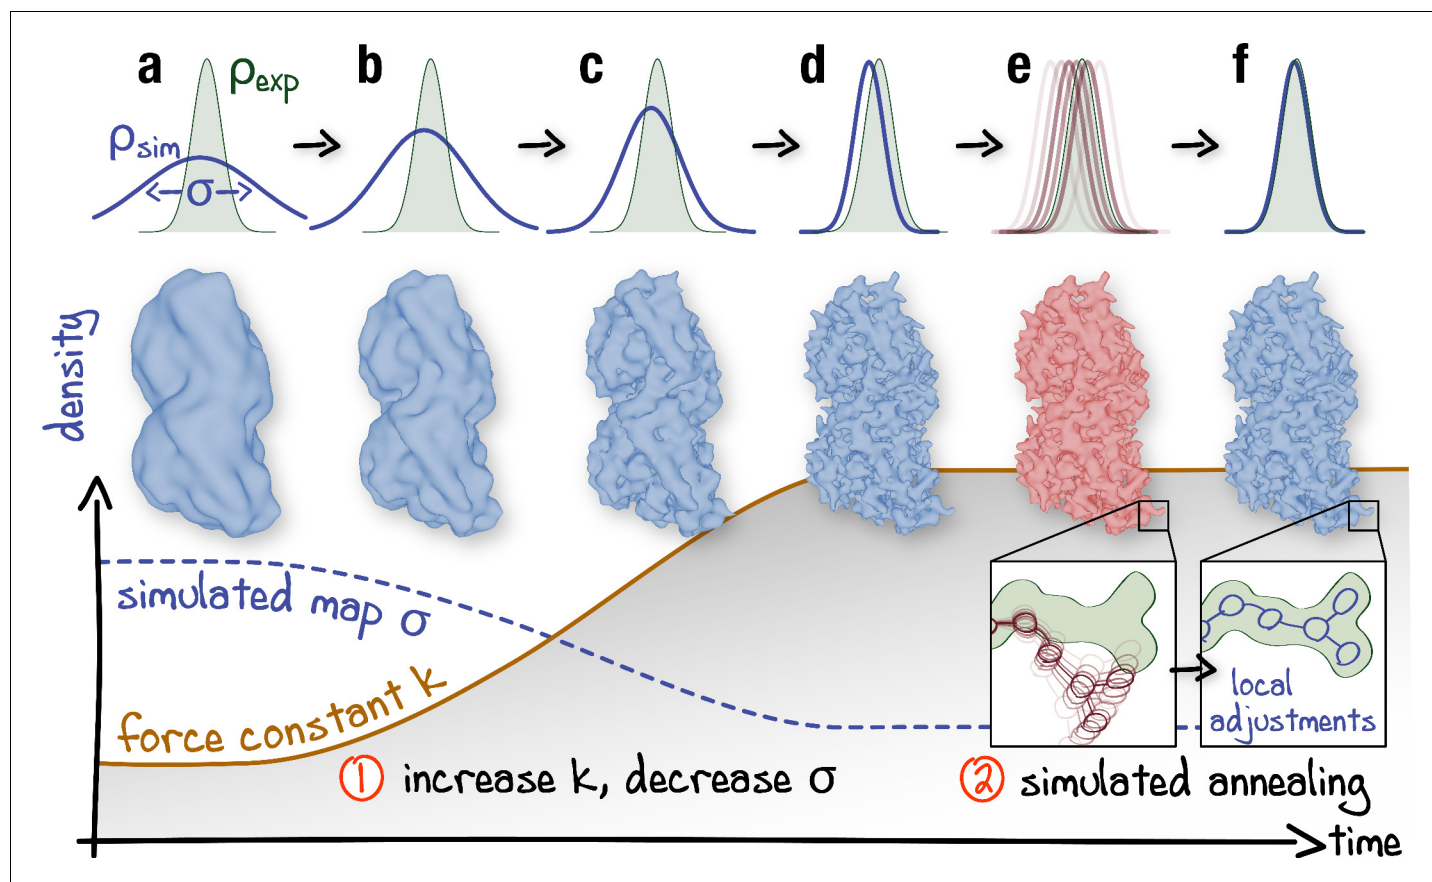 a
b
c
d
e
f
ρexp
ρsim
σ
density
simulated map σ
force constant k
① increase k, decrease σ
② simulated annealing
local
adjustments
time